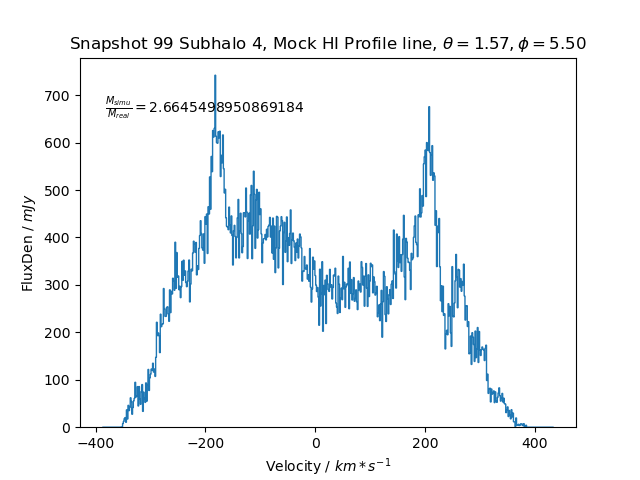 Snapshot 99 Subhalo 4, Mock HI Profile line, θ = 1.57, ϕ = 5.50
M_simu/M_real = 2.6645498950869184
FluxDen / mJy
700
600
500
400
300
200
100
0
−400 −200 0 200 400
Velocity / km * s^−1